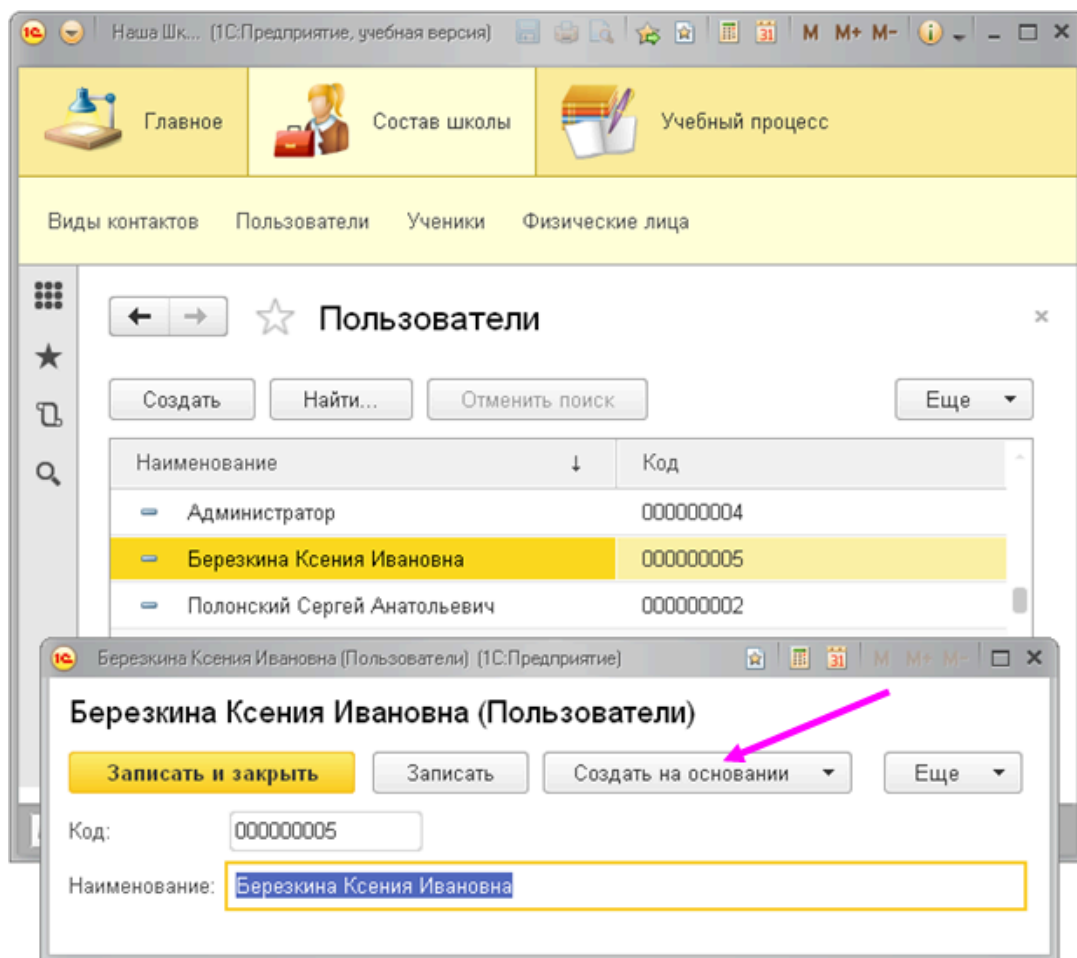 Наша Шк... (1С:Предприятие, учебная версия) 31 M M+ M-
Главное Состав школы Учебный процесс
Виды контактов Пользователи Ученики Физические лица
Пользователи
Создать Найти... Отменить поиск Еще
Наименование ↓ Код
Администратор 000000004
Березкина Ксения Ивановна 000000005
Полонский Сергей Анатольевич 000000002
Березкина Ксения Ивановна (Пользователи) (1С:Предприятие) 31 M M+ M-
Березкина Ксения Ивановна (Пользователи)
Записать и закрыть Записать Создать на основании Еще
Код: 000000005
Наименование: Березкина Ксения Ивановна